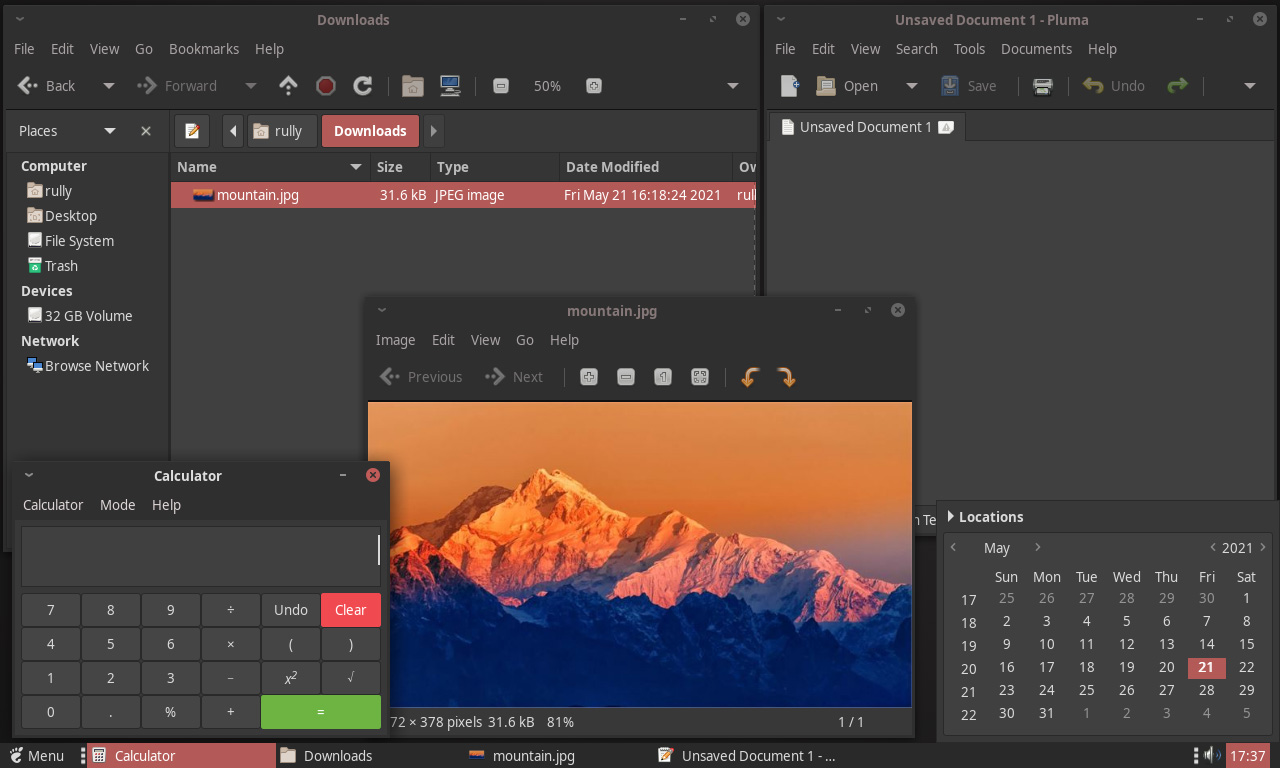 Downloads
File Edit View Go Bookmarks Help
Back Forward 50%
Places
rully Downloads
Computer
rully
Desktop
File System
Trash
Devices
32 GB Volume
Network
Browse Network
Name Size Type Date Modified
mountain.jpg 31.6 kB JPEG image Fri May 21 16:18:24 2021
Unsaved Document 1 - Pluma
File Edit View Search Tools Documents Help
Open Save Undo
Unsaved Document 1
mountain.jpg
Image Edit View Go Help
Previous Next 1
72 × 378 pixels 31.6 kB 81% 1 / 1
Calculator
Calculator Mode Help
7 8 9 ÷ Undo Clear
4 5 6 × ( )
1 2 3 − x² √
0 . % + =
Locations
May 2021
Sun Mon Tue Wed Thu Fri Sat
17 25 26 27 28 29 30 1
18 2 3 4 5 6 7 8
19 9 10 11 12 13 14 15
20 16 17 18 19 20 21 22
21 23 24 25 26 27 28 29
22 30 31 1 2 3 4 5
Menu Calculator Downloads mountain.jpg Unsaved Document 1 - ... 17:37